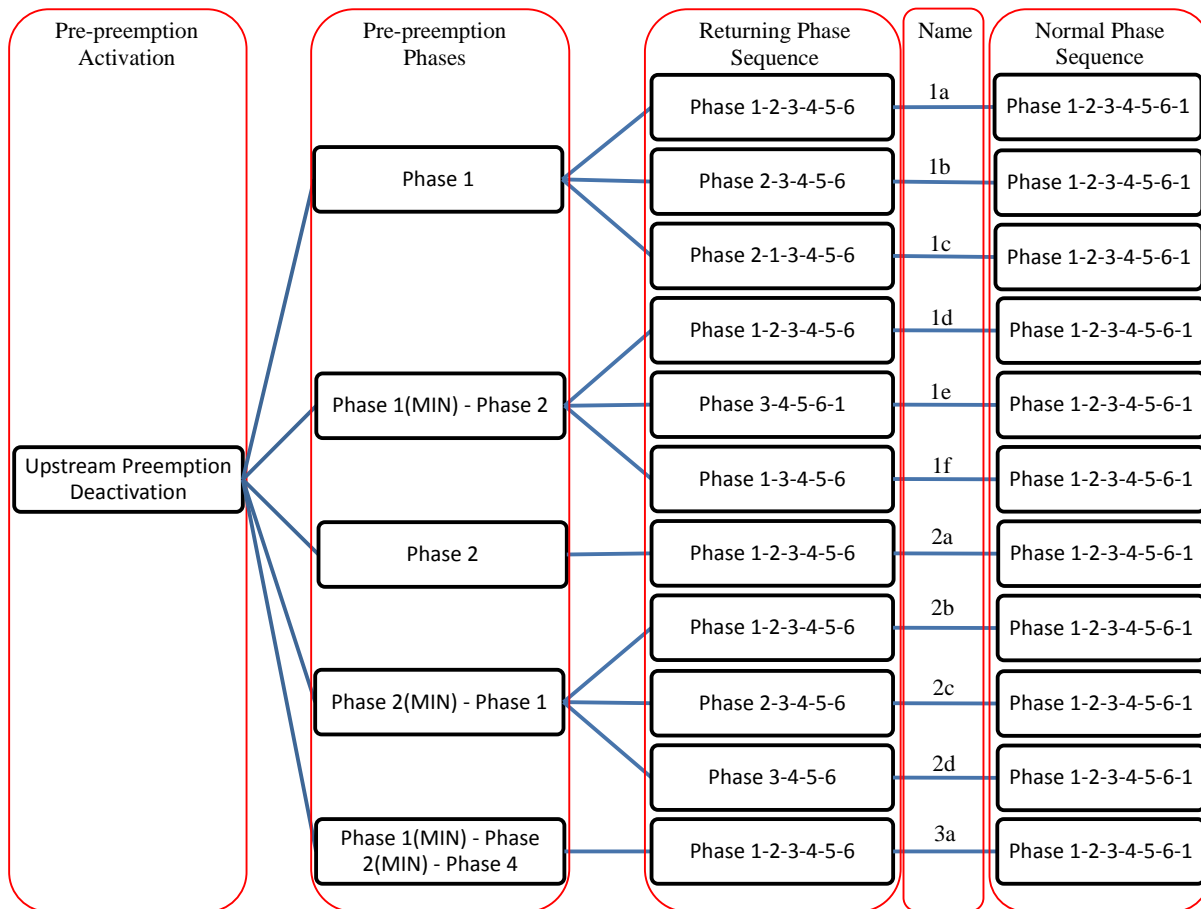 Pre-preemption
Activation
Pre-preemption
Phases
Returning Phase
Sequence
Name
Normal Phase
Sequence
Upstream Preemption
Deactivation
Phase 1
Phase 1-2-3-4-5-6
1a
Phase 1-2-3-4-5-6-1
Phase 2-3-4-5-6
1b
Phase 1-2-3-4-5-6-1
Phase 2-1-3-4-5-6
1c
Phase 1-2-3-4-5-6-1
Phase 1(MIN) - Phase 2
Phase 1-2-3-4-5-6
1d
Phase 1-2-3-4-5-6-1
Phase 3-4-5-6-1
1e
Phase 1-2-3-4-5-6-1
Phase 1-3-4-5-6
1f
Phase 1-2-3-4-5-6-1
Phase 2
Phase 1-2-3-4-5-6
2a
Phase 1-2-3-4-5-6-1
Phase 2(MIN) - Phase 1
Phase 1-2-3-4-5-6
2b
Phase 1-2-3-4-5-6-1
Phase 2-3-4-5-6
2c
Phase 1-2-3-4-5-6-1
Phase 3-4-5-6
2d
Phase 1-2-3-4-5-6-1
Phase 1(MIN) - Phase
2(MIN) - Phase 4
Phase 1-2-3-4-5-6
3a
Phase 1-2-3-4-5-6-1